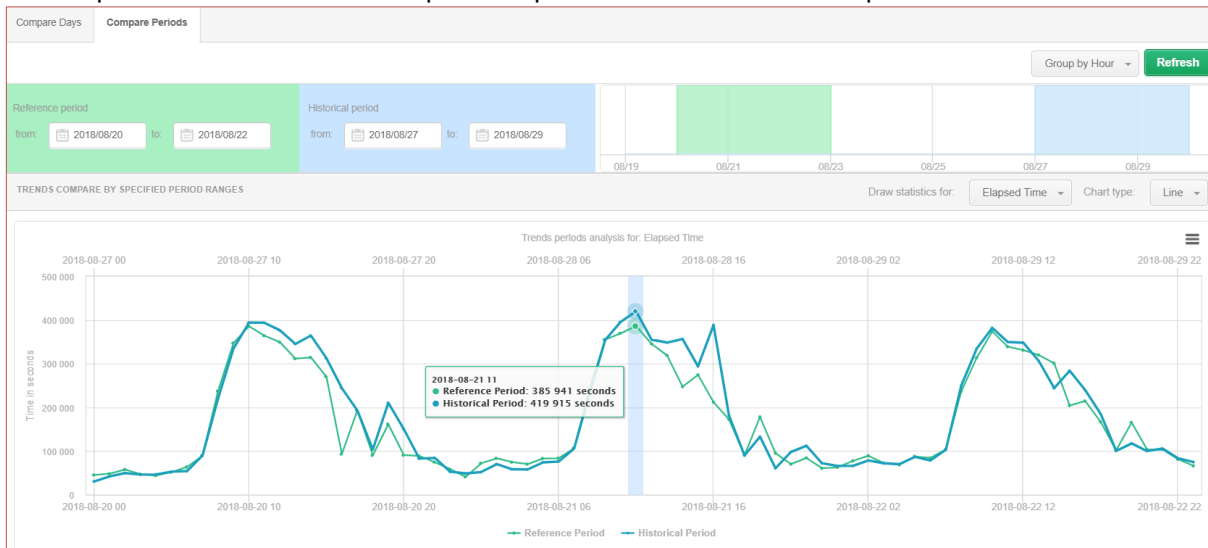 Compare Days Compare Periods
Group by Hour Refresh
Reference period Historical period
from: 2018/08/20 to: 2018/08/22 from: 2018/08/27 to: 2018/08/29
08/19 08/21 08/23 08/25 08/27 08/29
TRENDS COMPARE BY SPECIFIED PERIOD RANGES Draw statistics for: Elapsed Time Chart type: Line
Trends periods analysis for: Elapsed Time
2018-08-27 00 2018-08-27 10 2018-08-27 20 2018-08-28 06 2018-08-28 16 2018-08-29 02 2018-08-29 12 2018-08-29 22
500 000
400 000
300 000
200 000
100 000
0
Time in seconds
2018-08-21 11
Reference Period: 385 941 seconds
Historical Period: 419 915 seconds
2018-08-20 00 2018-08-20 10 2018-08-20 20 2018-08-21 06 2018-08-21 16 2018-08-22 02 2018-08-22 12 2018-08-22 22
Reference Period Historical Period